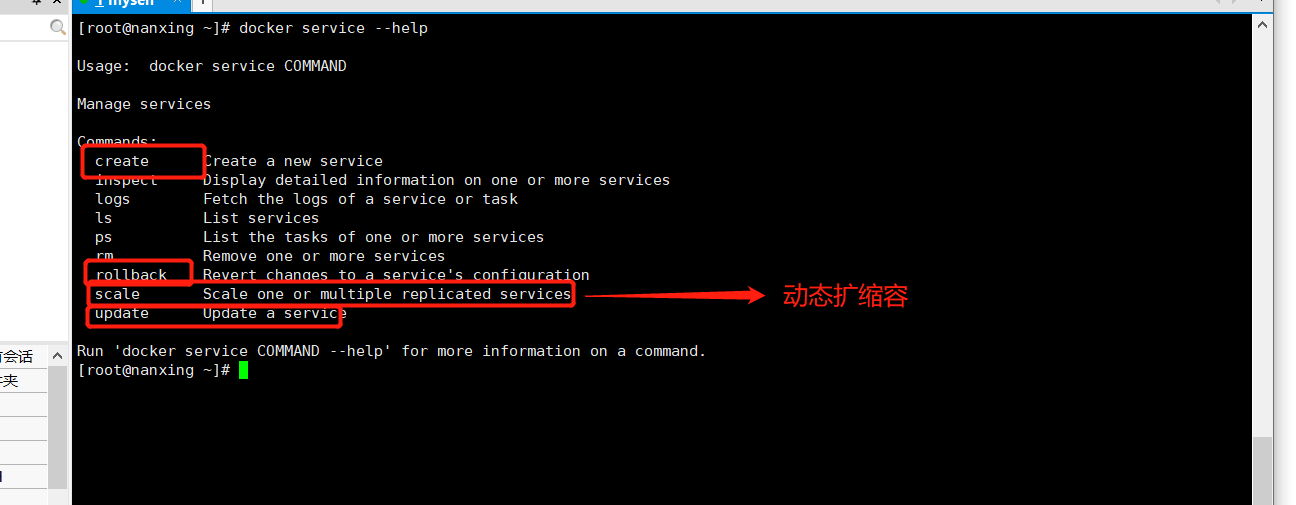 1 mysen
[root@nanxing ~]# docker service --help
Usage:  docker service COMMAND
Manage services
Commands:
create      Create a new service
inspect     Display detailed information on one or more services
logs        Fetch the logs of a service or task
ls          List services
ps          List the tasks of one or more services
rm          Remove one or more services
rollback    Revert changes to a service's configuration
scale       Scale one or multiple replicated services 动态扩缩容
update      Update a service
Run 'docker service COMMAND --help' for more information on a command.
[root@nanxing ~]#
会话
夹